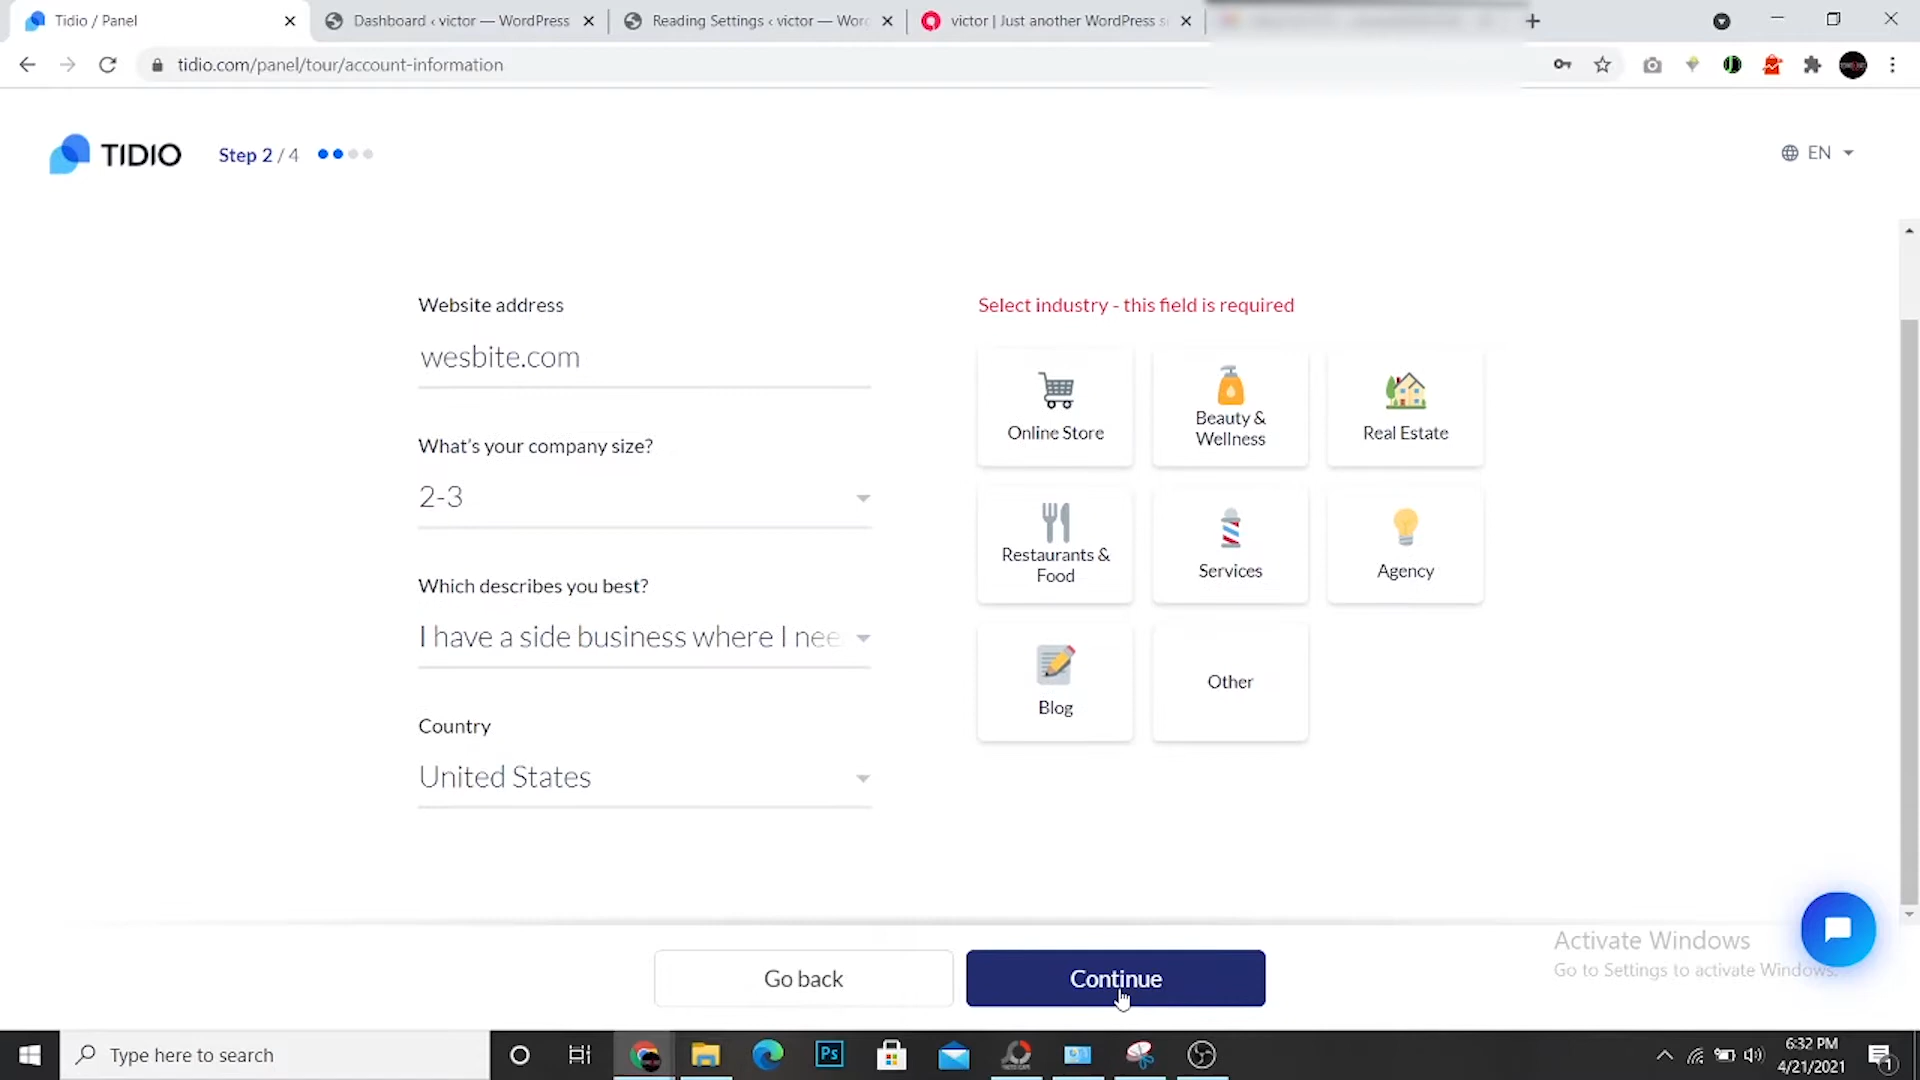 Tidio / Panel
Dashboard ‹ victor — WordPress
Reading Settings ‹ victor — Wor
victor | Just another WordPress s
tidio.com/panel/tour/account-information
TIDIO
Step 2 / 4
EN
Website address
wesbite.com
What's your company size?
2-3
Which describes you best?
I have a side business where I nee
Country
United States
Select industry - this field is required
Online Store
Beauty &
Wellness
Real Estate
Restaurants &
Food
Services
Agency
Blog
Other
Go back
Continue
Activate Windows
Go to Settings to activate Windows.
Type here to search
Ps
6:32 PM
4/21/2021
1